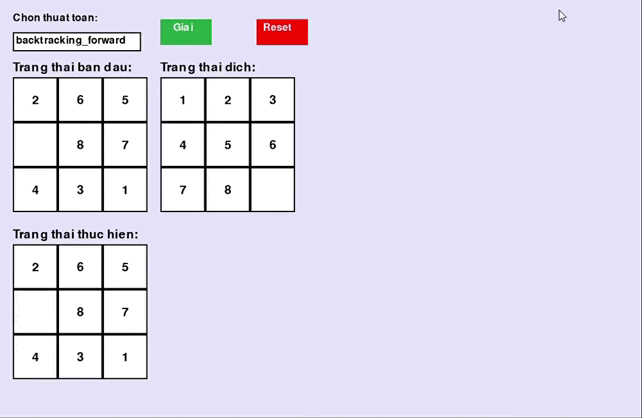 Chon thuat toan:
backtracking_forward
Giai
Reset
Trang thai ban dau:
2 6 5
8 7
4 3 1
Trang thai dich:
1 2 3
4 5 6
7 8
Trang thai thuc hien:
2 6 5
8 7
4 3 1